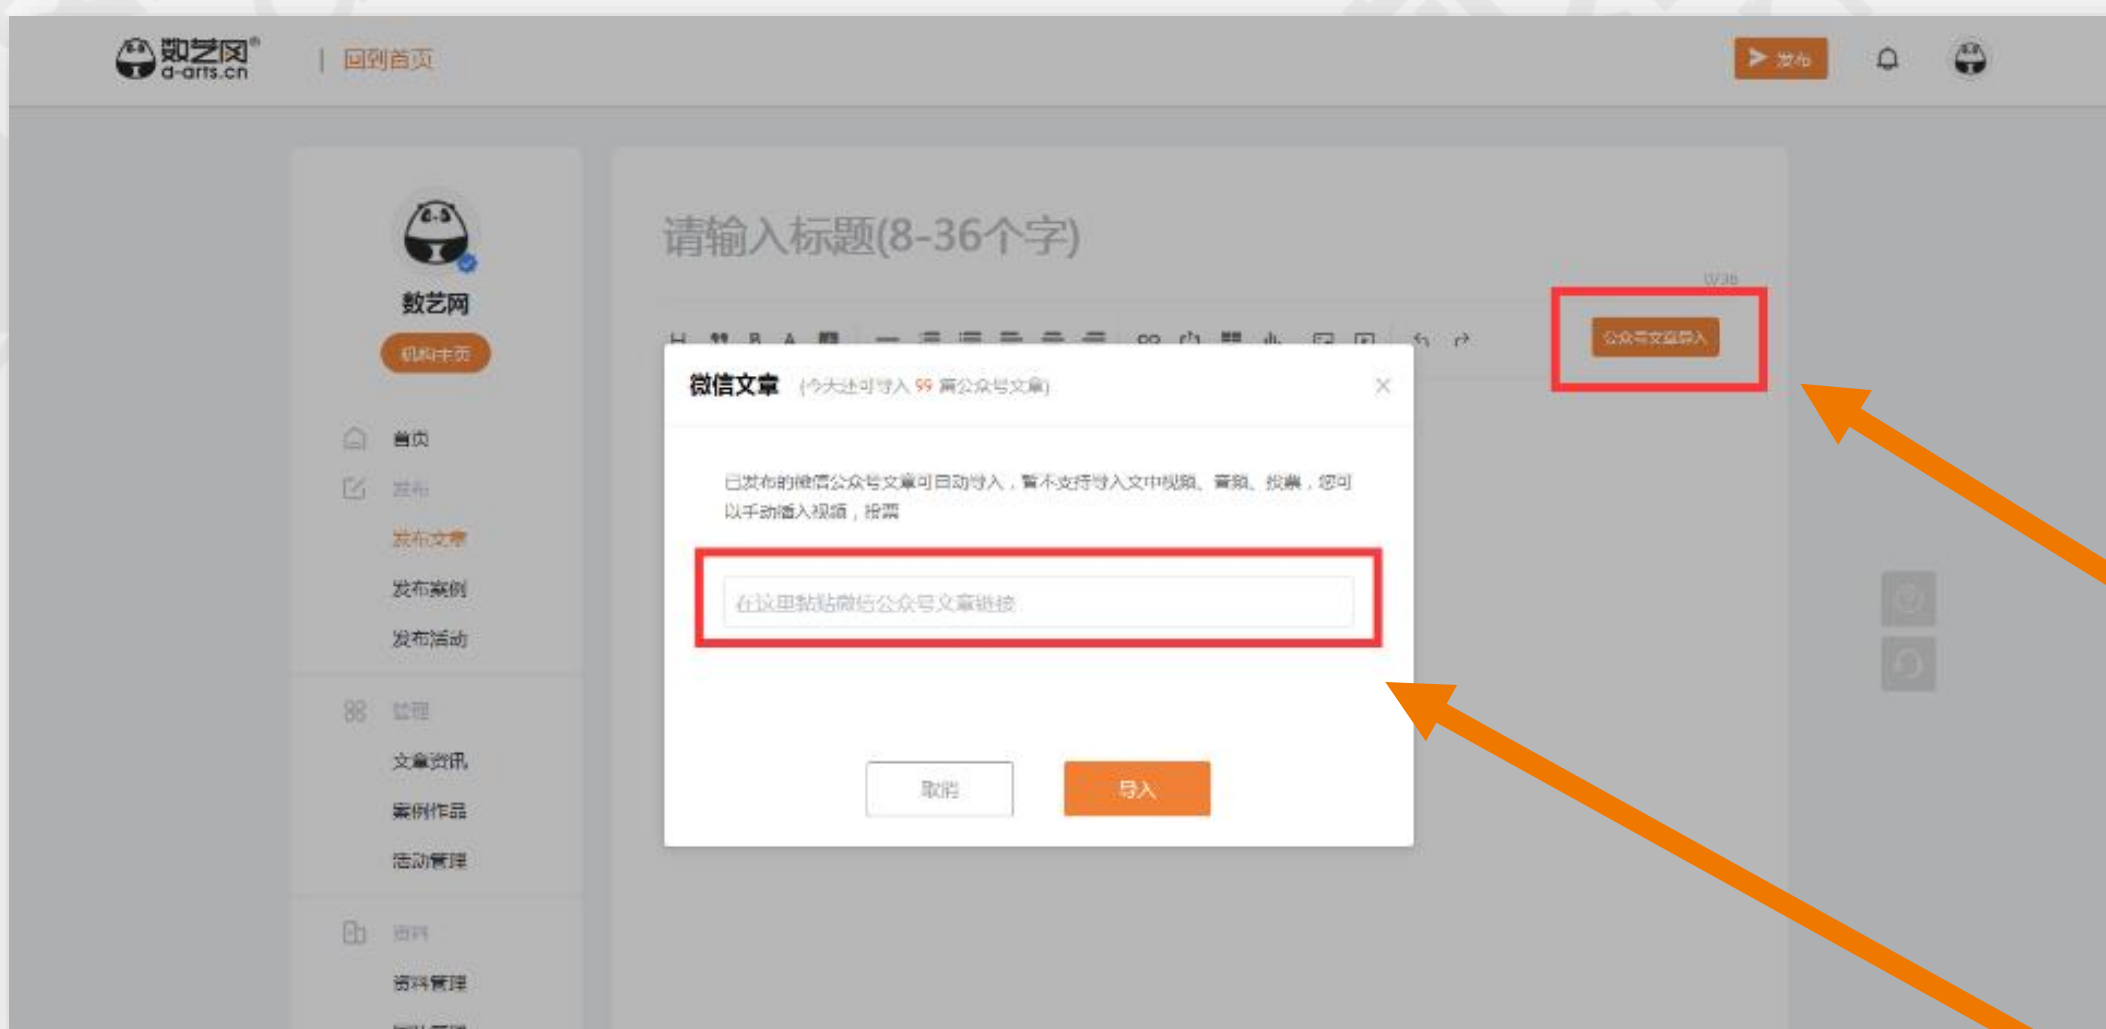 数艺网®
d-arts.cn
回到首页
发布
数艺网
机构主页
首页
发布
发布文章
发布案例
发布活动
管理
文章资讯
案例作品
活动管理
资料
资料管理
请输入标题(8-36个字)
0/36
H B A
公众号文章导入
微信文章 (今天还可导入 99 篇公众号文章)
已发布的微信公众号文章可自动导入，暂不支持导入文中视频、音频、投票，您可
以手动插入视频，投票
在这里黏贴微信公众号文章链接
取消
导入